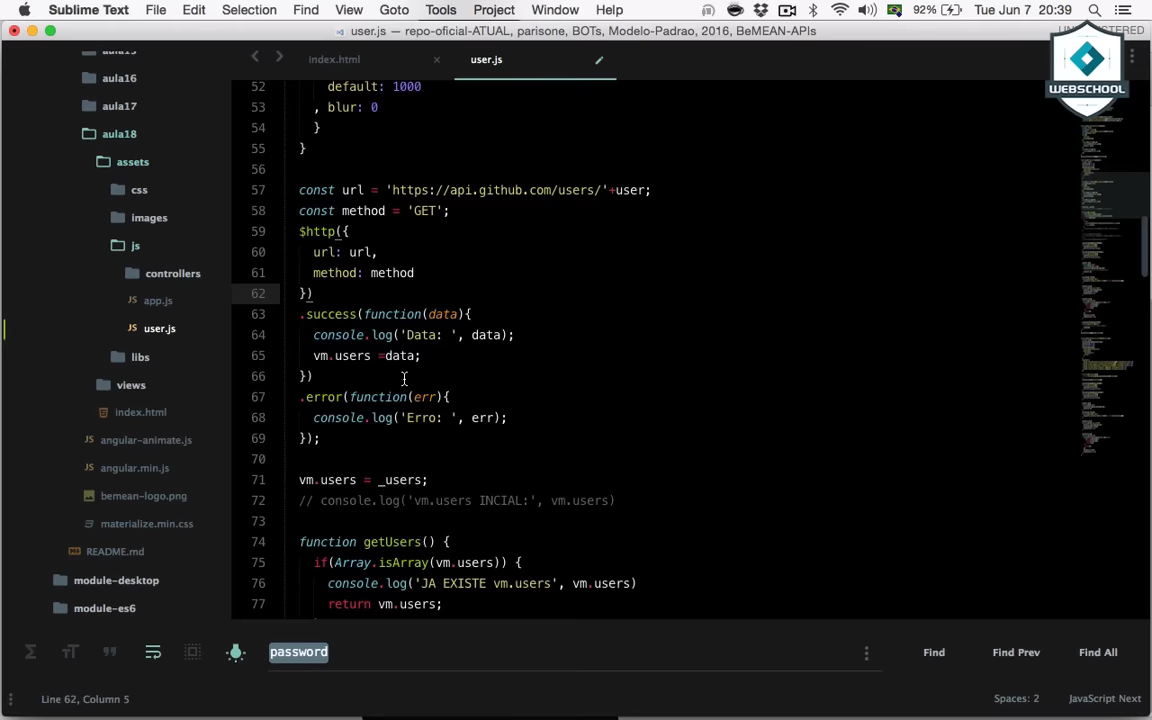 Sublime Text File Edit Selection Find View Goto Tools Project Window Help 92% Tue Jun 7 20:39
user.js — repo-oficial-ATUAL, parisone, BOTs, Modelo-Padrao, 2016, BeMEAN-APIs
WEBSCHOOL
aula15
aula16
aula17
aula18
assets
css
images
js
controllers
JS app.js
JS user.js
libs
views
index.html
JS angular-animate.js
JS angular.min.js
bemean-logo.png
materialize.min.css
README.md
module-desktop
module-es6
index.html × user.js
52 default: 1000
53 , blur: 0
54 }
55 }
56
57 const url = 'https://api.github.com/users/'+user;
58 const method = 'GET';
59 $http({
60 url: url,
61 method: method
62 })
63 .success(function(data){
64 console.log('Data: ', data);
65 vm.users =data;
66 })
67 .error(function(err){
68 console.log('Erro: ', err);
69 });
70
71 vm.users = _users;
72 // console.log('vm.users INCIAL:', vm.users)
73
74 function getUsers() {
75 if(Array.isArray(vm.users)) {
76 console.log('JA EXISTE vm.users', vm.users)
77 return vm.users;
password Find Find Prev Find All
Line 62, Column 5 Spaces: 2 JavaScript Next